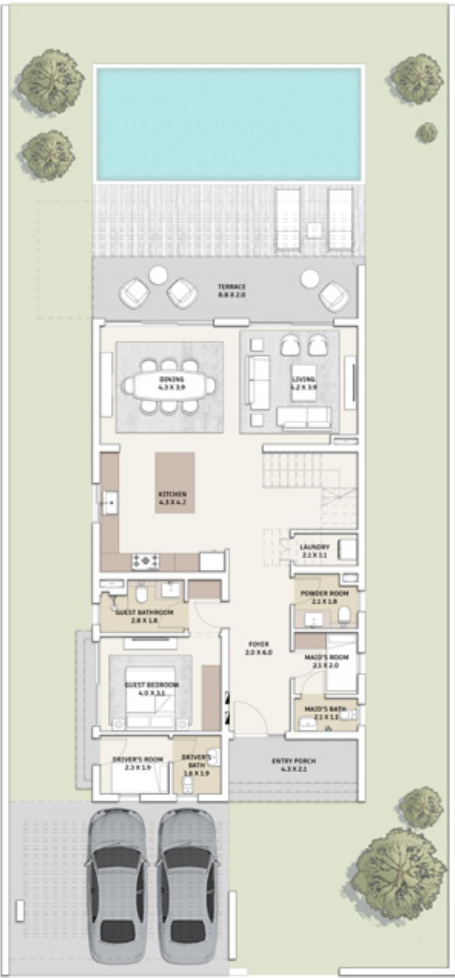 TERRACE
8.8 X 2.0
DINING
4.3 X 3.9
LIVING
4.2 X 3.9
KITCHEN
4.3 X 4.2
LAUNDRY
2.1 X 1.1
POWDER ROOM
2.1 X 1.8
GUEST BATHROOM
2.8 X 1.8
FOYER
2.0 X 6.0
MAID'S ROOM
2.1 X 2.0
GUEST BEDROOM
4.0 X 3.1
MAID'S BATH
2.1 X 1.1
DRIVER'S ROOM
2.3 X 1.9
DRIVER'S
BATH
1.6 X 1.9
ENTRY PORCH
4.3 X 2.1